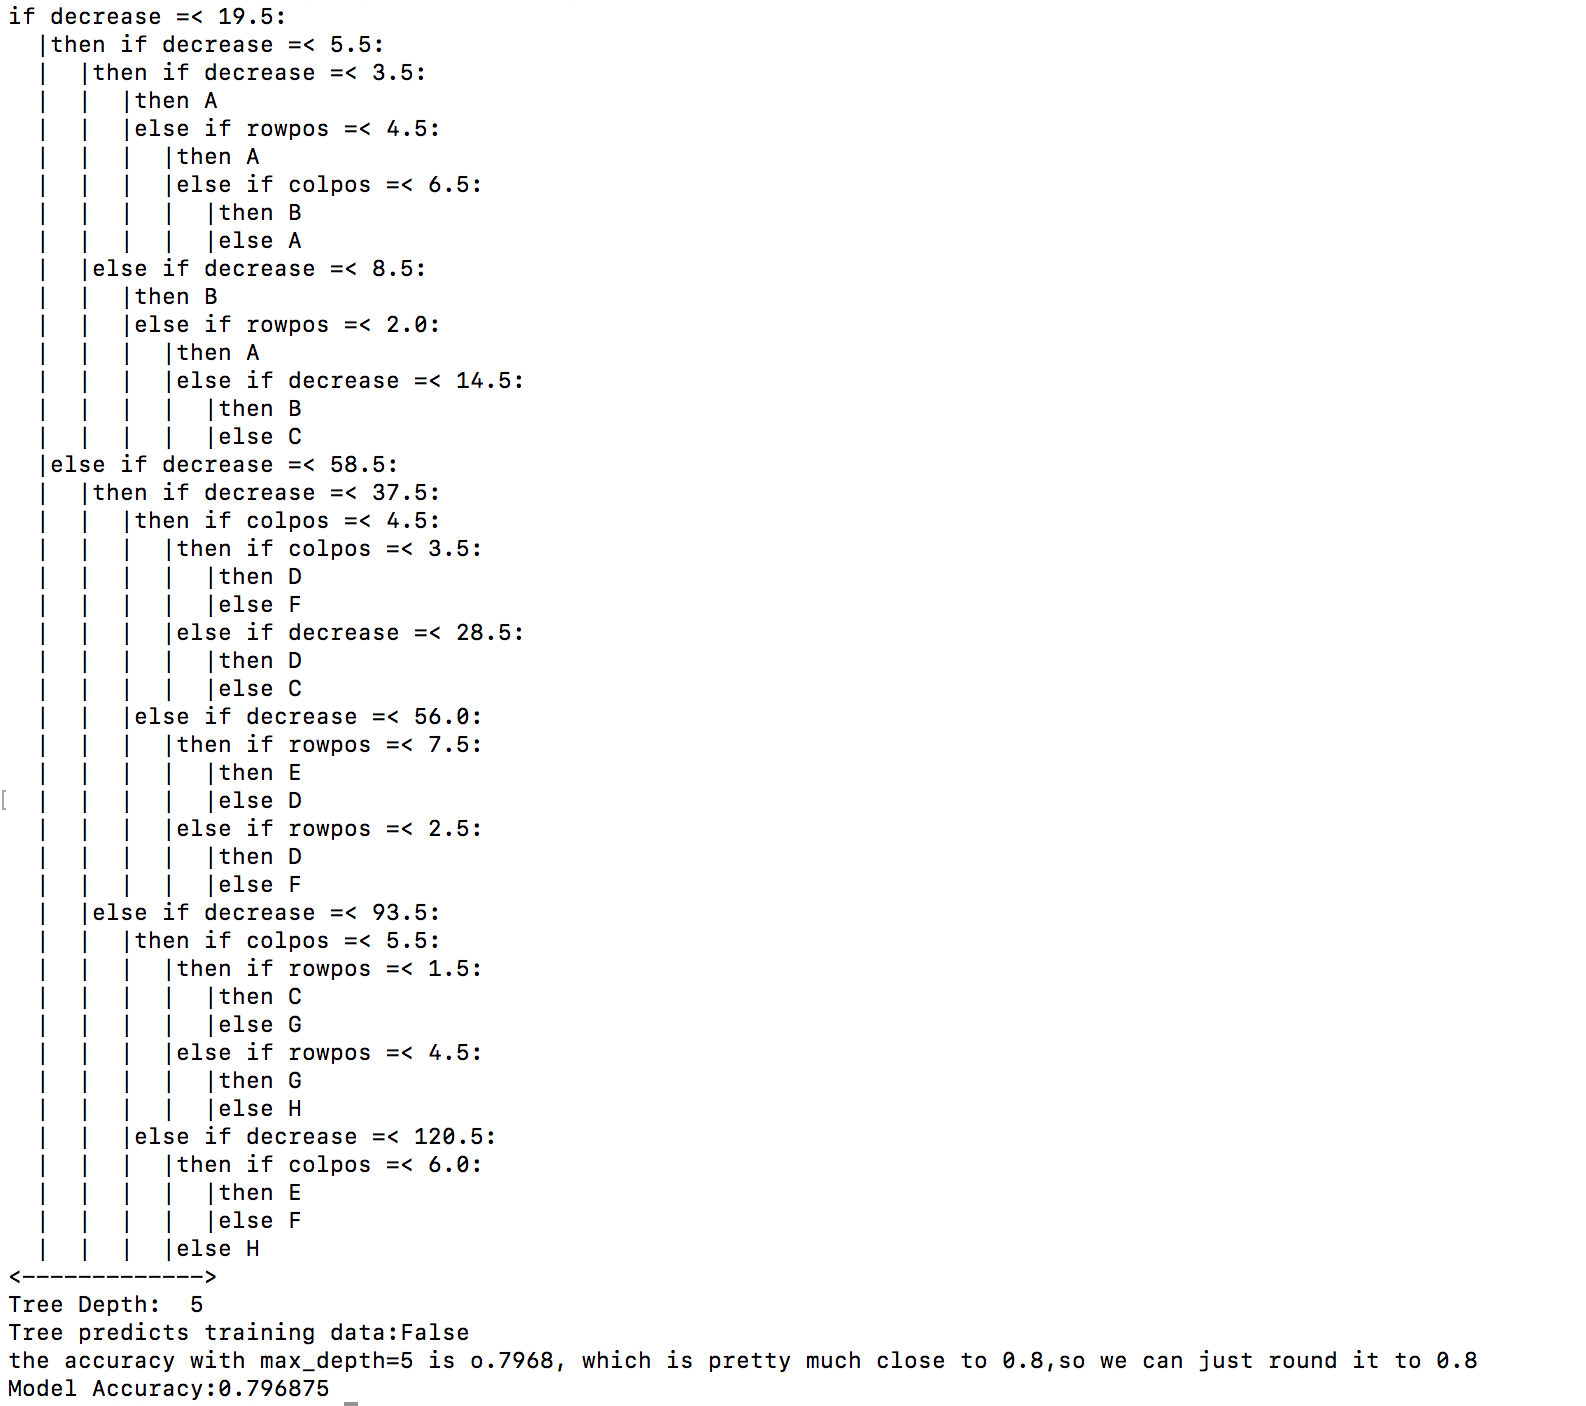 if decrease =< 19.5:
  |then if decrease =< 5.5:
  |  |then if decrease =< 3.5:
  |  |  |then A
  |  |  |else if rowpos =< 4.5:
  |  |  |  |then A
  |  |  |  |else if colpos =< 6.5:
  |  |  |  |  |then B
  |  |  |  |  |else A
  |  |else if decrease =< 8.5:
  |  |  |then B
  |  |  |else if rowpos =< 2.0:
  |  |  |  |then A
  |  |  |  |else if decrease =< 14.5:
  |  |  |  |  |then B
  |  |  |  |  |else C
  |else if decrease =< 58.5:
  |  |then if decrease =< 37.5:
  |  |  |then if colpos =< 4.5:
  |  |  |  |then if colpos =< 3.5:
  |  |  |  |  |then D
  |  |  |  |  |else F
  |  |  |  |else if decrease =< 28.5:
  |  |  |  |  |then D
  |  |  |  |  |else C
  |  |  |else if decrease =< 56.0:
  |  |  |  |then if rowpos =< 7.5:
  |  |  |  |  |then E
  |  |  |  |  |else D
  |  |  |  |else if rowpos =< 2.5:
  |  |  |  |  |then D
  |  |  |  |  |else F
  |  |else if decrease =< 93.5:
  |  |  |then if colpos =< 5.5:
  |  |  |  |then if rowpos =< 1.5:
  |  |  |  |  |then C
  |  |  |  |  |else G
  |  |  |  |else if rowpos =< 4.5:
  |  |  |  |  |then G
  |  |  |  |  |else H
  |  |  |else if decrease =< 120.5:
  |  |  |  |then if colpos =< 6.0:
  |  |  |  |  |then E
  |  |  |  |  |else F
  |  |  |  |else H
<------------->
Tree Depth:  5
Tree predicts training data:False
the accuracy with max_depth=5 is o.7968, which is pretty much close to 0.8,so we can just round it to 0.8
Model Accuracy:0.796875